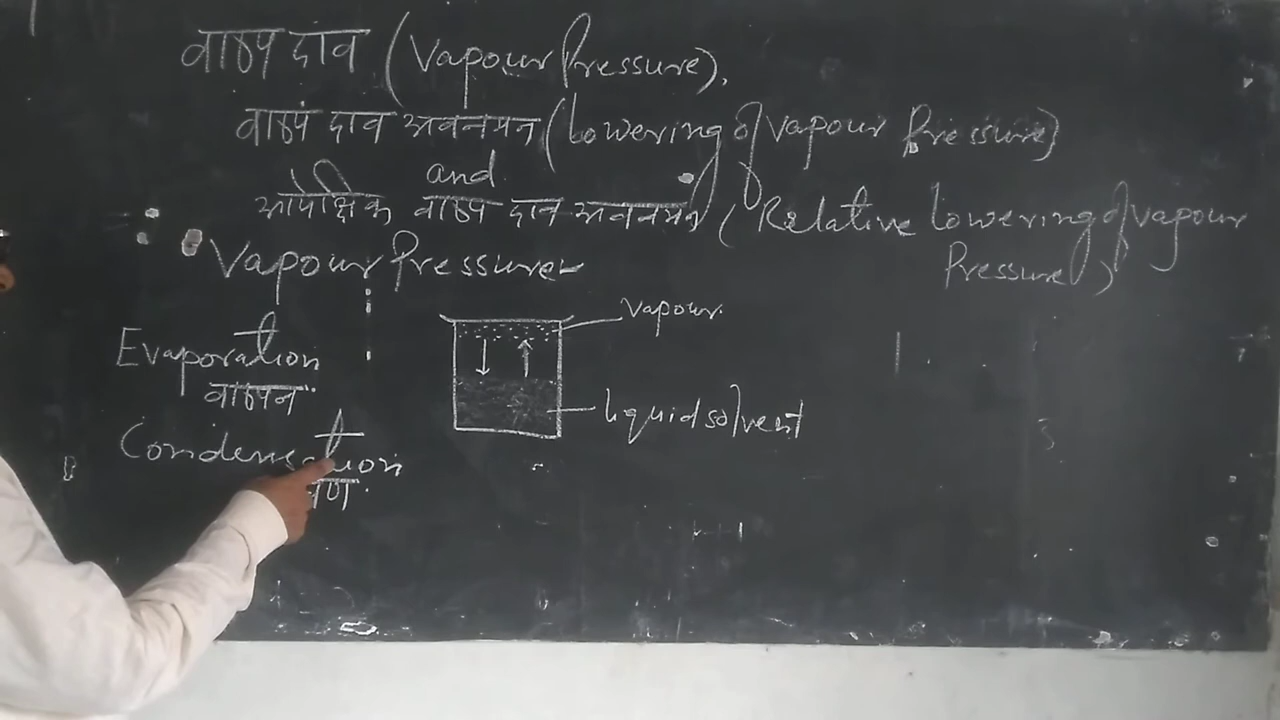 वाष्प दाव (Vapour Pressure),
वाष्प दाव अवनमन (Lowering of vapour Pressure)
and
आपेक्षिक वाष्प दाव अवनमन (Relative lowering of vapour
Pressure)
Vapour Pressure
vapour
Evaporation
वाष्पन
liquid solvent
Condensation